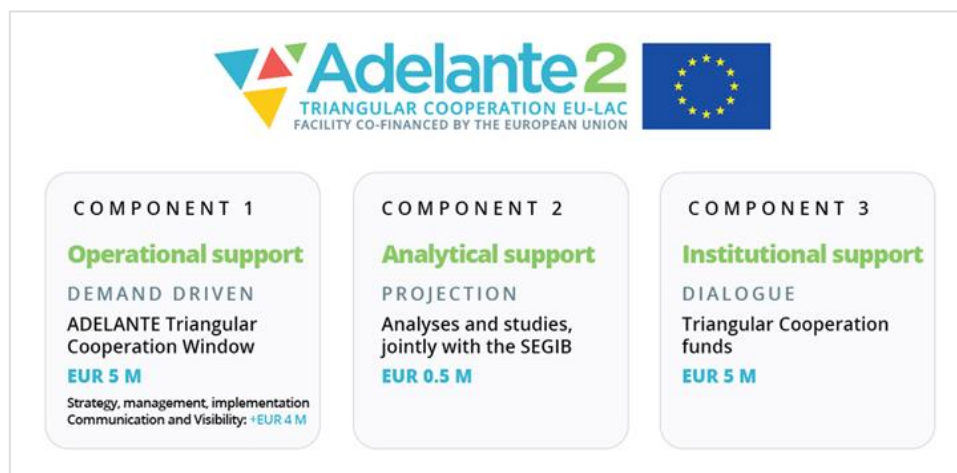 Adelante2
TRIANGULAR COOPERATION EU-LAC
FACILITY CO-FINANCED BY THE EUROPEAN UNION
COMPONENT 1
Operational support
DEMAND DRIVEN
ADELANTE Triangular
Cooperation Window
EUR 5 M
Strategy, management, implementation
Communication and Visibility: +EUR 4 M
COMPONENT 2
Analytical support
PROJECTION
Analyses and studies,
jointly with the SEGIB
EUR 0.5 M
COMPONENT 3
Institutional support
DIALOGUE
Triangular Cooperation
funds
EUR 5 M